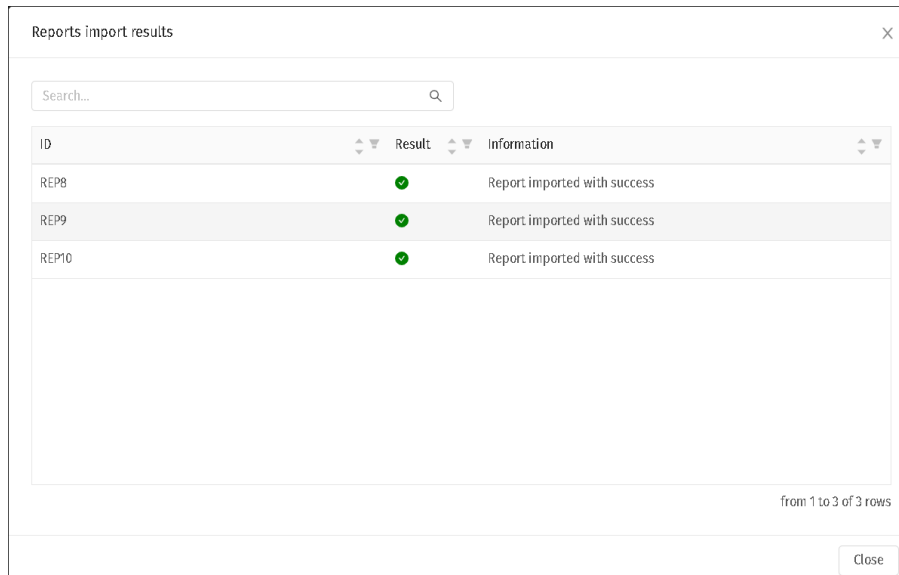 Reports import results
Search...
ID Result Information
REP8 Report imported with success
REP9 Report imported with success
REP10 Report imported with success
from 1 to 3 of 3 rows
Close